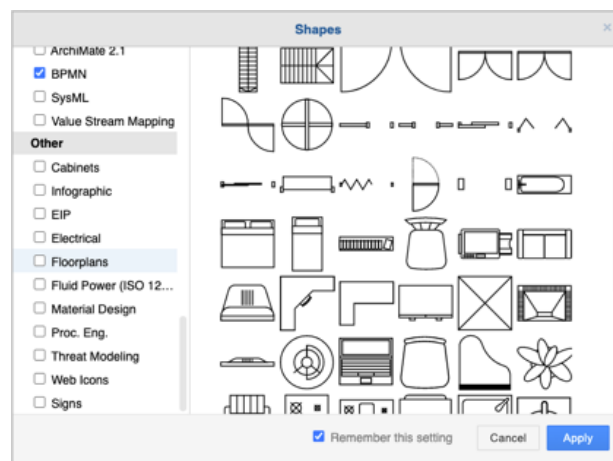 Shapes
ArchiMate 2.1
BPMN
SysML
Value Stream Mapping
Other
Cabinets
Infographic
EIP
Electrical
Floorplans
Fluid Power (ISO 12...
Material Design
Proc. Eng.
Threat Modeling
Web Icons
Signs
Remember this setting
Cancel
Apply